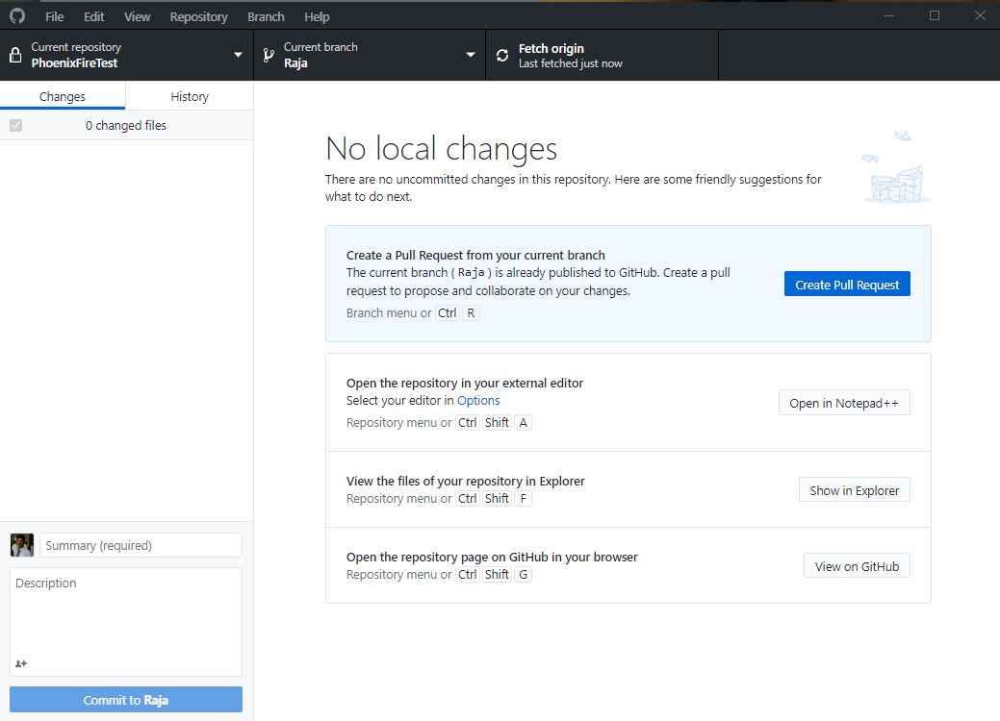 File Edit View Repository Branch Help
Current repository
PhoenixFireTest
Current branch
Raja
Fetch origin
Last fetched just now
Changes
History
0 changed files
No local changes
There are no uncommitted changes in this repository. Here are some friendly suggestions for
what to do next.
Create a Pull Request from your current branch
The current branch ( Raja ) is already published to GitHub. Create a pull
request to propose and collaborate on your changes.
Branch menu or Ctrl R
Create Pull Request
Open the repository in your external editor
Select your editor in Options
Repository menu or Ctrl Shift A
Open in Notepad++
View the files of your repository in Explorer
Repository menu or Ctrl Shift F
Show in Explorer
Open the repository page on GitHub in your browser
Repository menu or Ctrl Shift G
View on GitHub
Summary (required)
Description
Commit to Raja